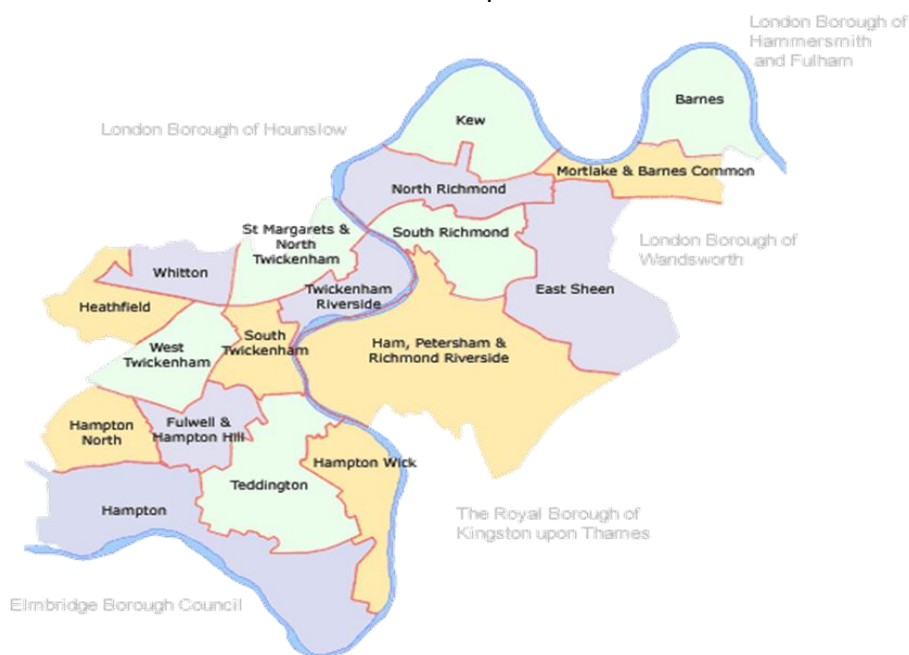 London Borough of
Hammersmith
and Fulham
Barnes
Kew
London Borough of Hounslow
Mortlake & Barnes Common
North Richmond
St Margarets &
North
Twickenham
South Richmond
London Borough of
Wandsworth
Whitton
Twickenham
Riverside
East Sheen
Heathfield
South
Twickenham
Ham, Petersham &
Richmond Riverside
West
Twickenham
Fulwell &
Hampton Hill
Hampton
North
Hampton Wick
Teddington
Hampton
The Royal Borough of
Kingston upon Thames
Elmbridge Borough Council